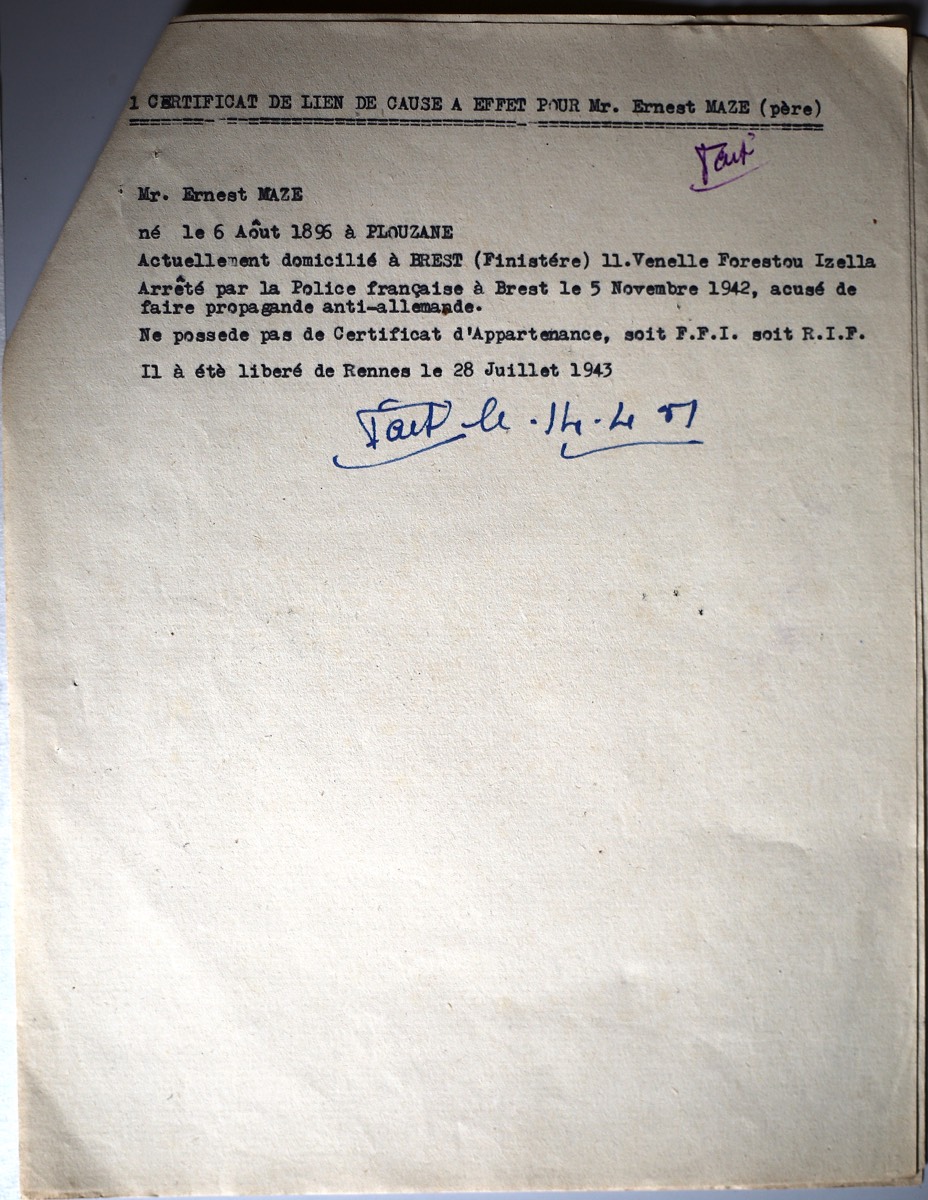 1 CERTIFICAT DE LIEN DE CAUSE A EFFET POUR Mr. Ernest MAZE (père)
Fait
Mr. Ernest MAZE
né le 6 Aôut 1896 à PLOUZANE
Actuellement domicilié à BREST (Finistére) 11.Venelle Forestou Izella
Arrêté par la Police française à Brest le 5 Novembre 1942, acusé de
faire propagande anti-allemande.
Ne possede pas de Certificat d'Appartenance, soit F.F.I. soit R.I.F.
Il à étè liberé de Rennes le 28 Juillet 1943
Fait le .14.4 51